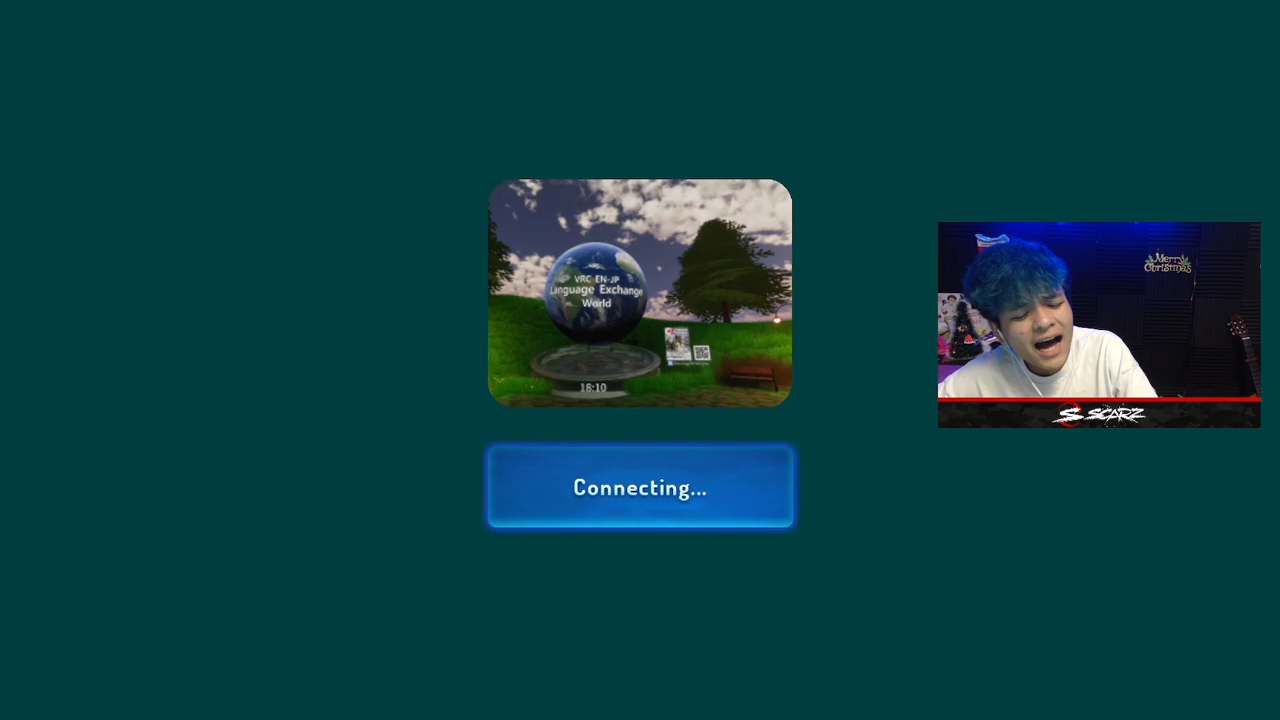 VRC EN-JP
Language Exchange
World
18:10
Connecting...
Merry
Christmas
SCARZ